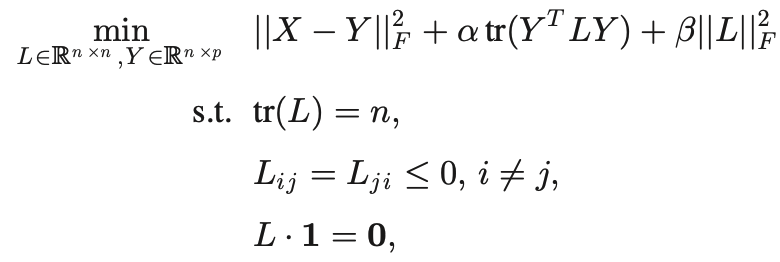 min_{L∈ℝ^{n×n}, Y∈ℝ^{n×p}} ||X − Y||_F^2 + α tr(Y^T LY) + β||L||_F^2
s.t. tr(L) = n,
L_{ij} = L_{ji} ≤ 0, i ≠ j,
L · 𝟏 = 𝟎,